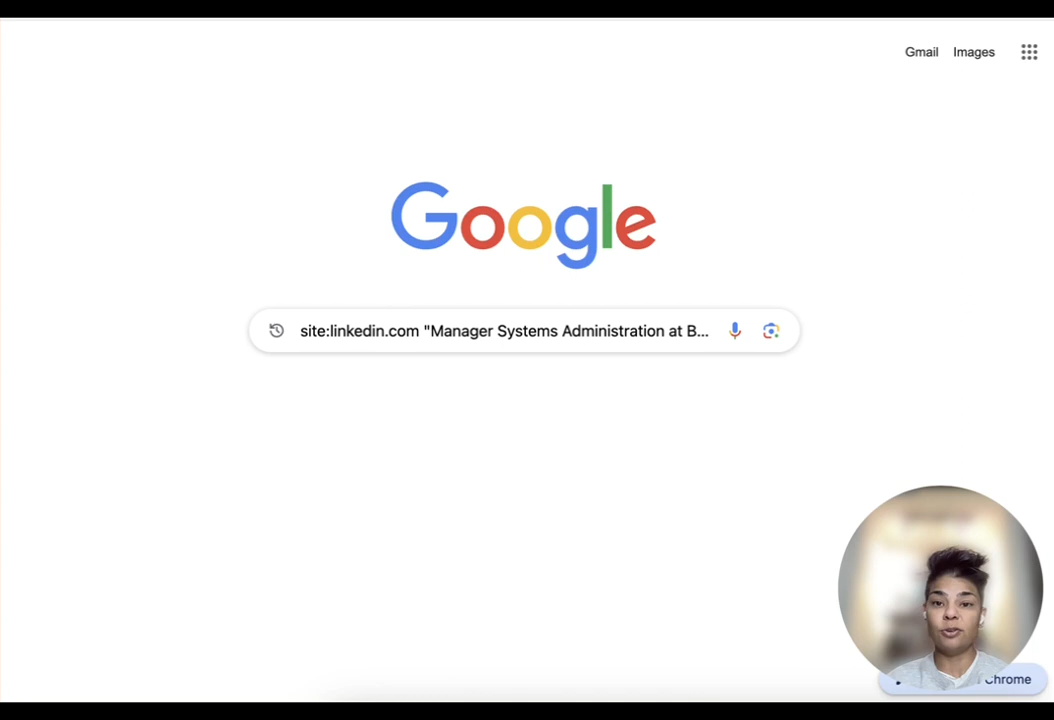 Gmail Images
Google
site:linkedin.com "Manager Systems Administration at B...
Chrome